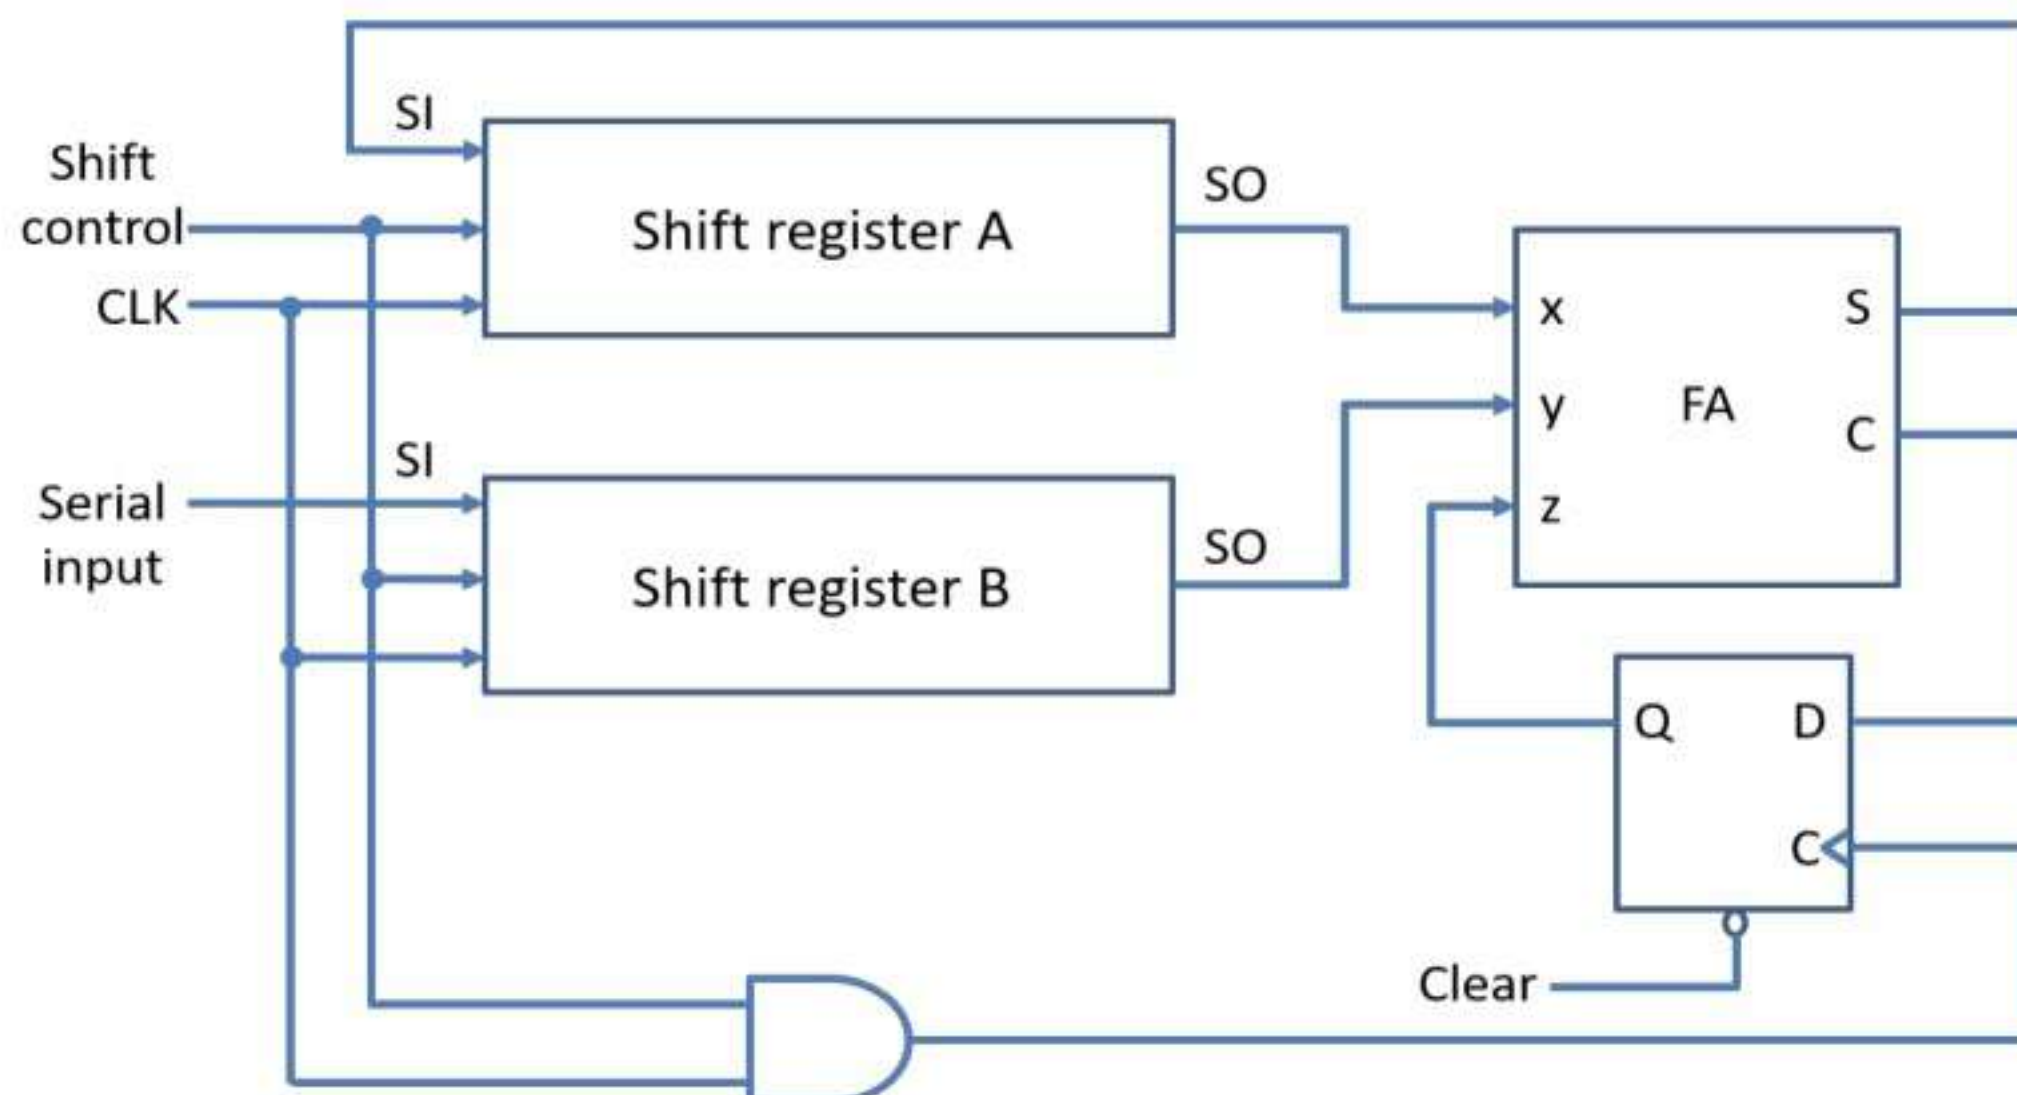 SI
Shift
control
CLK
Shift register A
SO
x
y
z
FA
S
C
SI
Serial
input
Shift register B
SO
Q
D
C
Clear